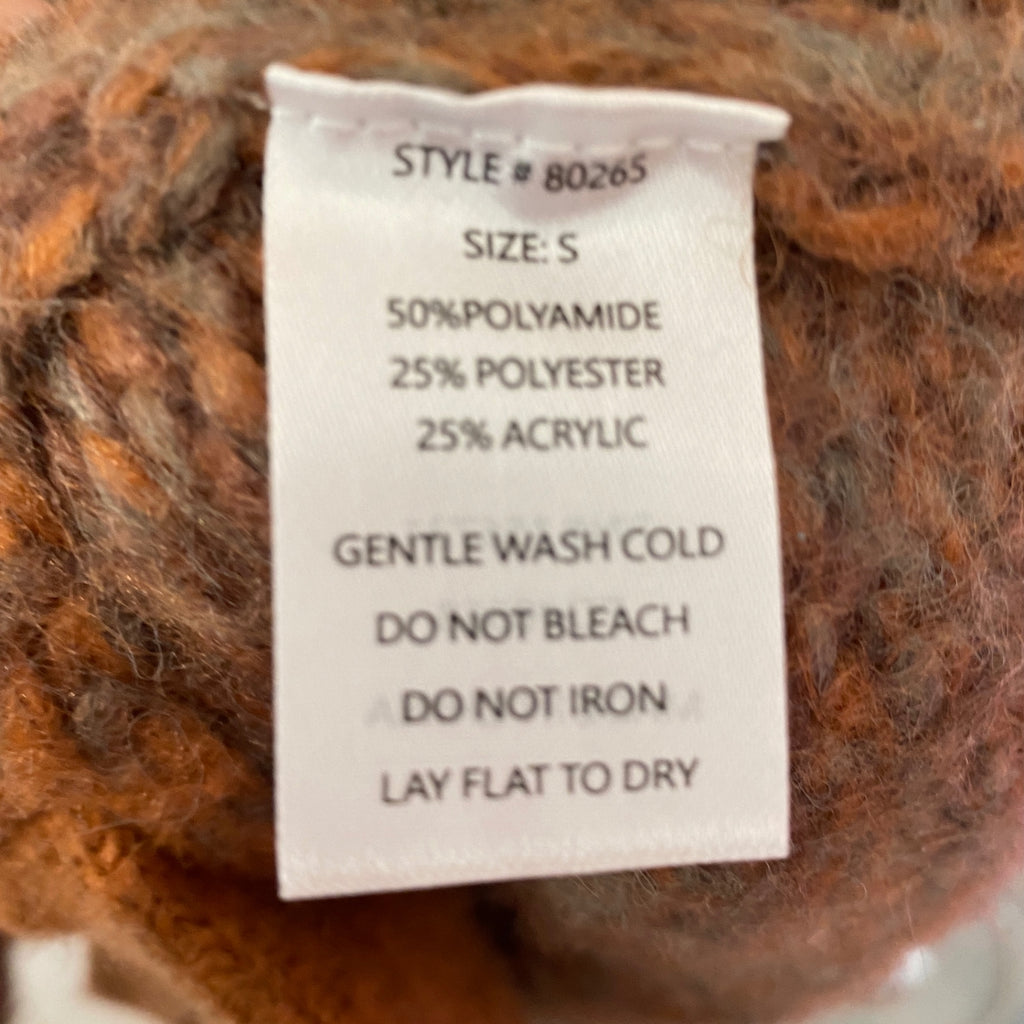 STYLE # 80265
SIZE: S
50%POLYAMIDE
25% POLYESTER
25% ACRYLIC
GENTLE WASH COLD
DO NOT BLEACH
DO NOT IRON
LAY FLAT TO DRY